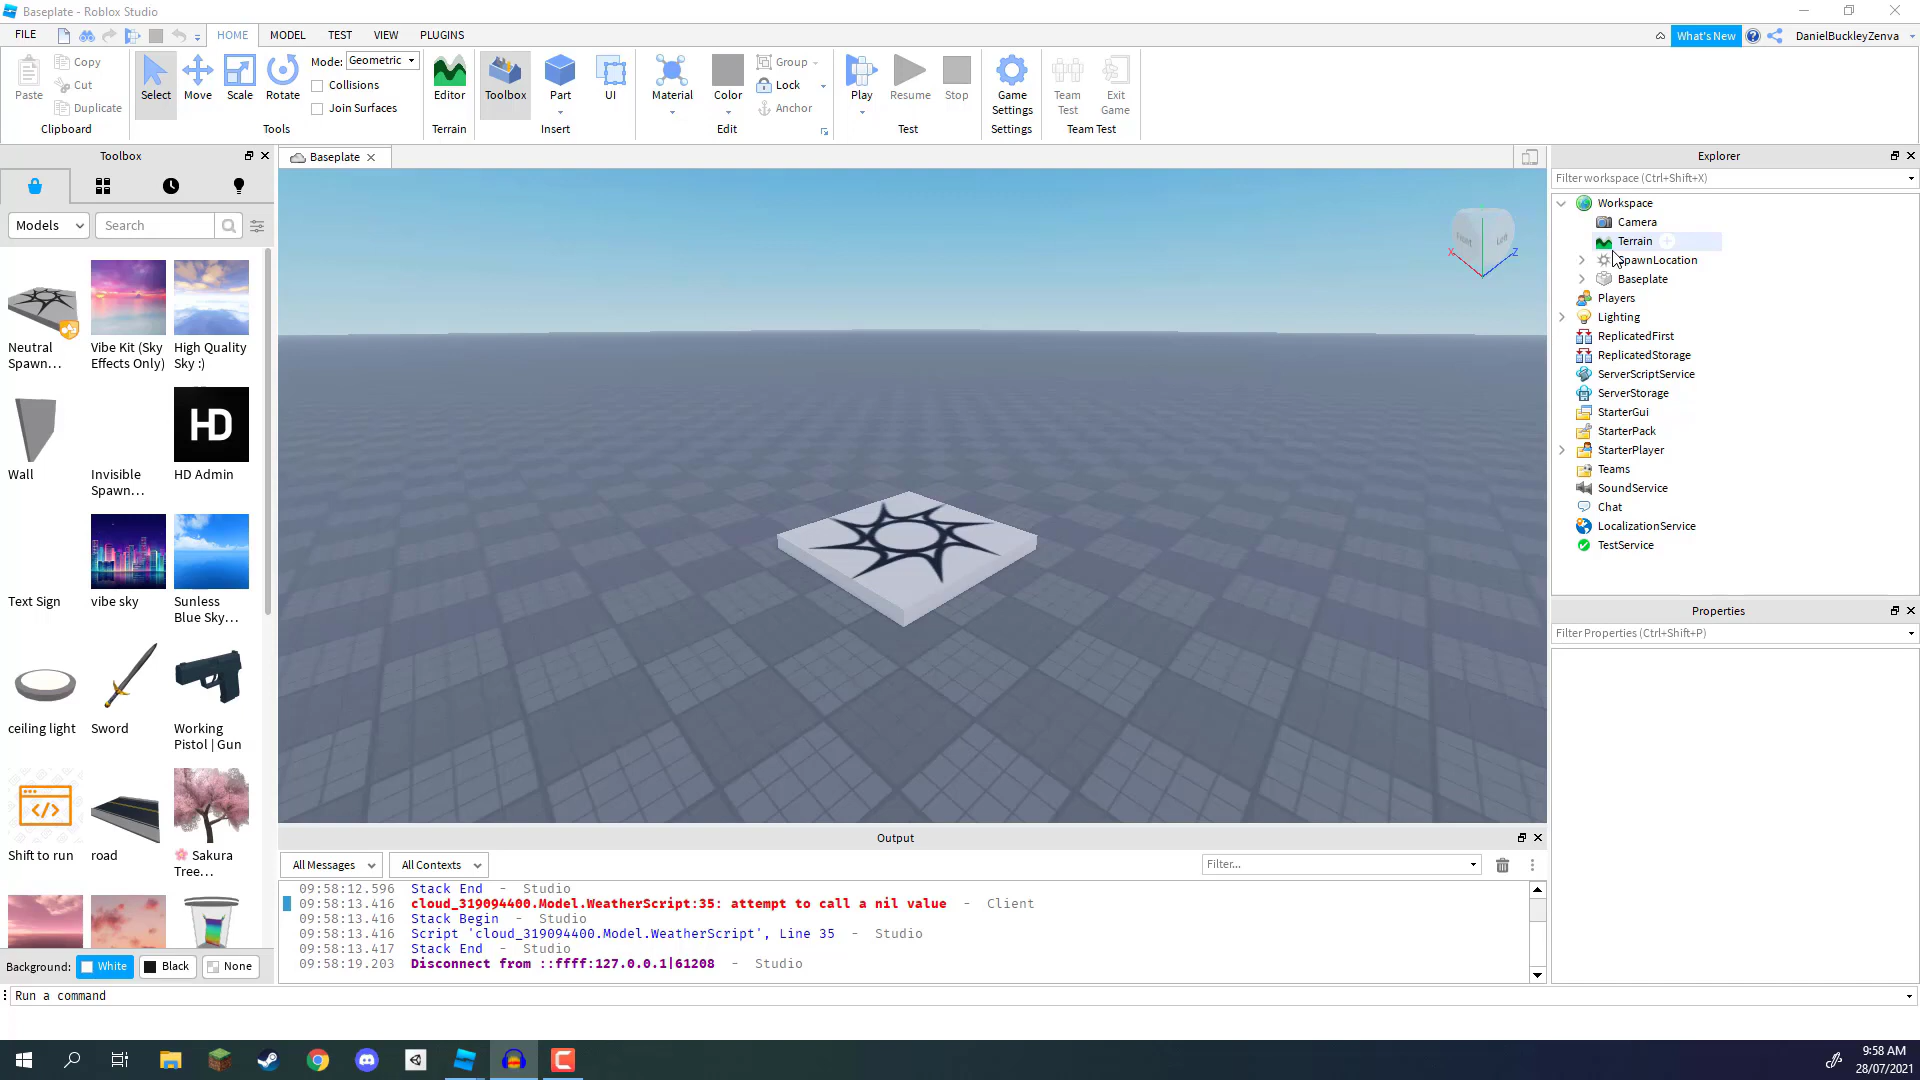 Baseplate - Roblox Studio
FILE HOME MODEL TEST VIEW PLUGINS What's New DanielBuckleyZenva
Paste Copy Cut Duplicate Clipboard
Select Move Scale Rotate Mode: Geometric Collisions Join Surfaces Tools
Editor Terrain
Toolbox Part UI Insert
Material Color Group Lock Anchor Edit
Play Resume Stop Test
Game Settings Settings
Team Test Exit Game Team Test
Toolbox
Models Search
Neutral Spawn...
Vibe Kit (Sky Effects Only)
High Quality Sky :)
Wall
Invisible Spawn...
HD
HD Admin
Text Sign
vibe sky
Sunless Blue Sky...
ceiling light
Sword
Working Pistol | Gun
Shift to run
road
🌸 Sakura Tree...
Background: White Black None
Baseplate
Front Left
X Z
Output
All Messages All Contexts Filter...
09:58:12.596 Stack End - Studio
09:58:13.416 cloud_319094400.Model.WeatherScript:35: attempt to call a nil value - Client
09:58:13.416 Stack Begin - Studio
09:58:13.416 Script 'cloud_319094400.Model.WeatherScript', Line 35 - Studio
09:58:13.417 Stack End - Studio
09:58:19.203 Disconnect from ::ffff:127.0.0.1|61208 - Studio
Explorer
Filter workspace (Ctrl+Shift+X)
Workspace
Camera
Terrain
SpawnLocation
Baseplate
Players
Lighting
ReplicatedFirst
ReplicatedStorage
ServerScriptService
ServerStorage
StarterGui
StarterPack
StarterPlayer
Teams
SoundService
Chat
LocalizationService
TestService
Properties
Filter Properties (Ctrl+Shift+P)
Run a command
9:58 AM
28/07/2021